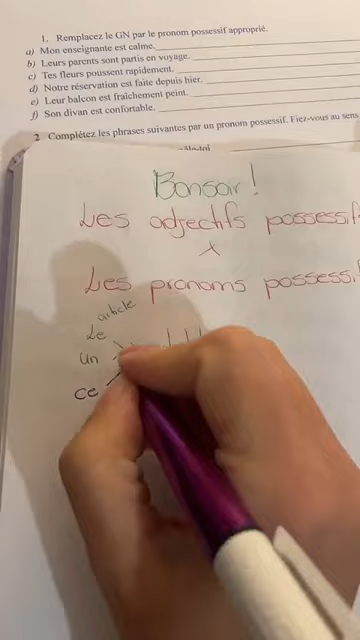 1. Remplacez le GN par le pronom possessif approprié.
a) Mon enseignante est calme.
b) Leurs parents sont partis en voyage.
c) Tes fleurs poussent rapidement.
d) Notre réservation est faite depuis hier.
e) Leur balcon est fraîchement peint.
f) Son divan est confortable.
2 Complétez les phrases suivantes par un pronom possessif. Fiez-vous au sens
Bonsoir!
Les adjectifs possessif
x
Les pronoms possessi
article
Le
Un
ce